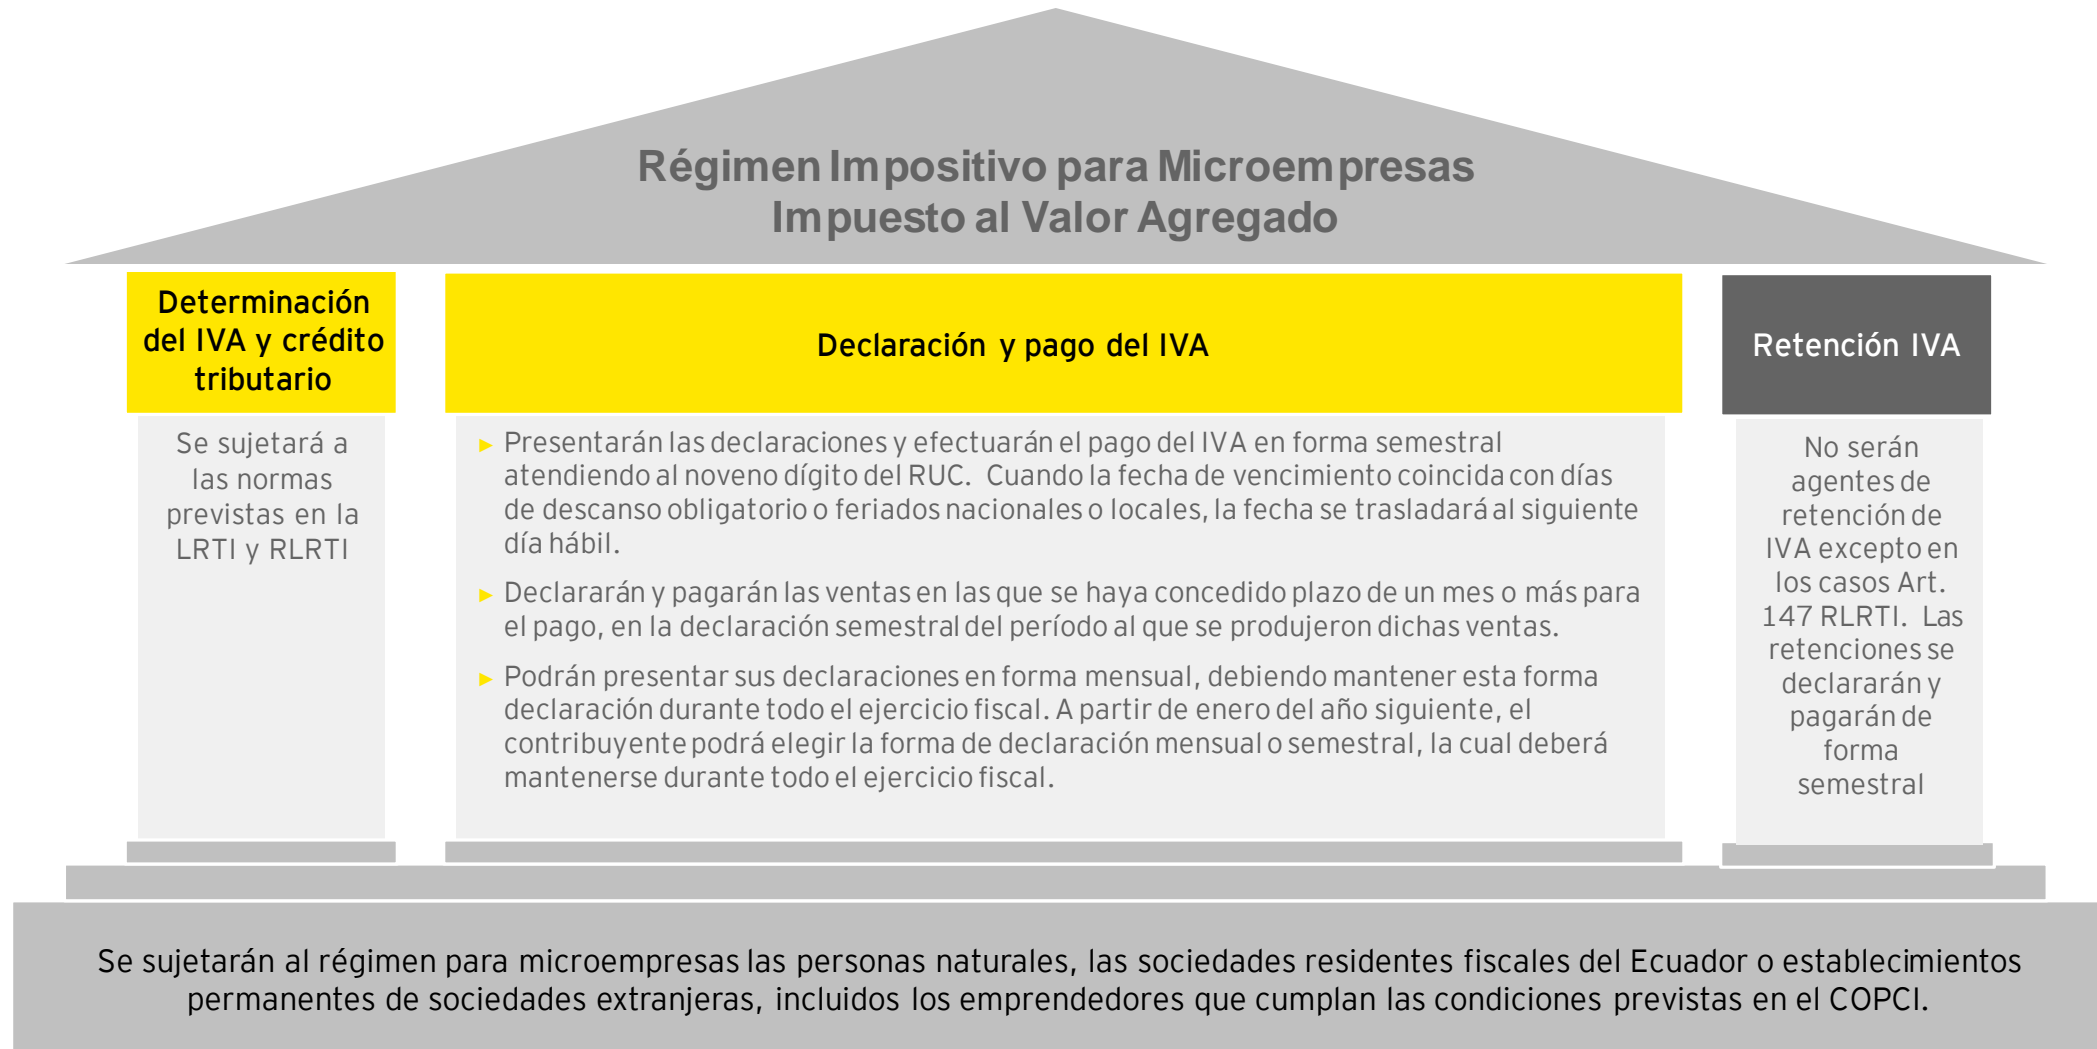 Régimen Impositivo para Microempresas
Impuesto al Valor Agregado
Determinación
del IVA y crédito
tributario
Se sujetará a
las normas
previstas en la
LRTI y RLRTI
Declaración y pago del IVA
► Presentarán las declaraciones y efectuarán el pago del IVA en forma semestral
atendiendo al noveno dígito del RUC. Cuando la fecha de vencimiento coincida con días
de descanso obligatorio o feriados nacionales o locales, la fecha se trasladará al siguiente
día hábil.
► Declararán y pagarán las ventas en las que se haya concedido plazo de un mes o más para
el pago, en la declaración semestral del período al que se produjeron dichas ventas.
► Podrán presentar sus declaraciones en forma mensual, debiendo mantener esta forma
declaración durante todo el ejercicio fiscal. A partir de enero del año siguiente, el
contribuyente podrá elegir la forma de declaración mensual o semestral, la cual deberá
mantenerse durante todo el ejercicio fiscal.
Retención IVA
No serán
agentes de
retención de
IVA excepto en
los casos Art.
147 RLRTI. Las
retenciones se
declararán y
pagarán de
forma
semestral
Se sujetarán al régimen para microempresas las personas naturales, las sociedades residentes fiscales del Ecuador o establecimientos
permanentes de sociedades extranjeras, incluidos los emprendedores que cumplan las condiciones previstas en el COPCI.